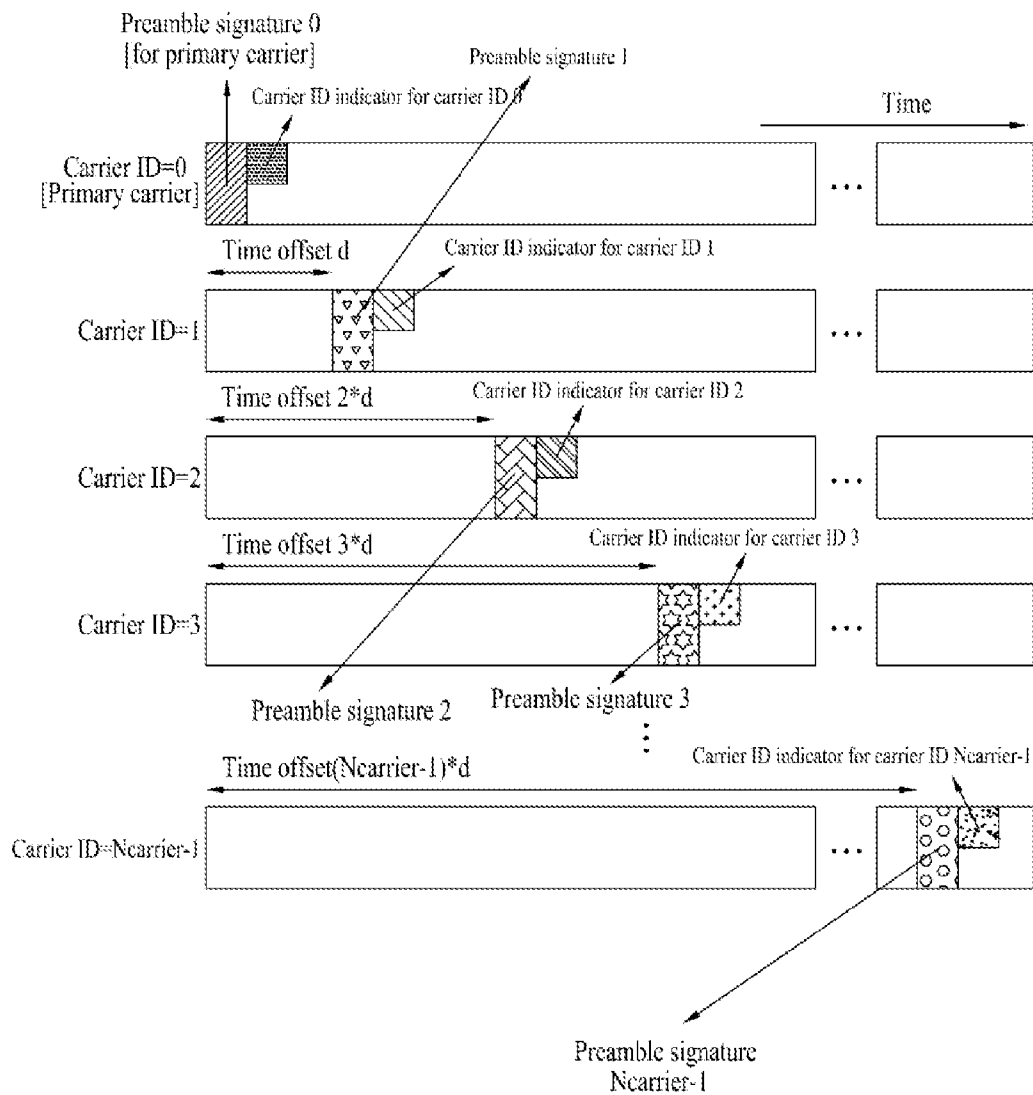 Preamble signature 0
[for primary carrier]
Preamble signature 1
Carrier ID indicator for carrier ID 0
Time
Carrier ID=0
[Primary carrier]
...
Time offset d
Carrier ID indicator for carrier ID 1
Carrier ID=1
...
Time offset 2*d
Carrier ID indicator for carrier ID 2
Carrier ID=2
...
Time offset 3*d
Carrier ID indicator for carrier ID 3
Carrier ID=3
...
Preamble signature 2
Preamble signature 3
Time offset(Ncarrier-1)*d
Carrier ID indicator for carrier ID Ncarrier-1
Carrier ID=Ncarrier-1
...
Preamble signature
Ncarrier-1